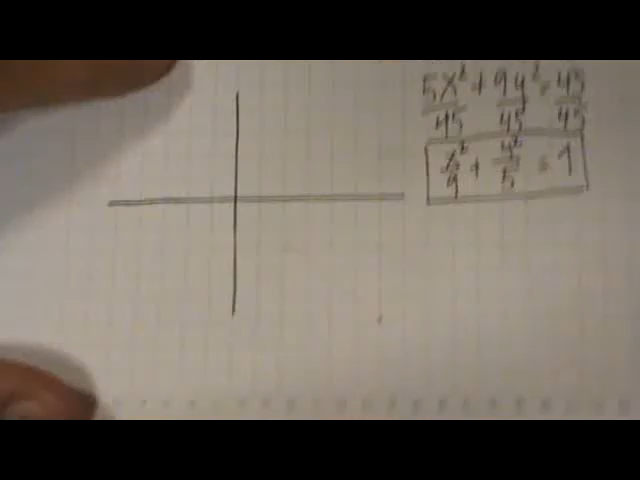 5x² + 9y² = 45
45 45 45
x²/9 + y²/5 = 1